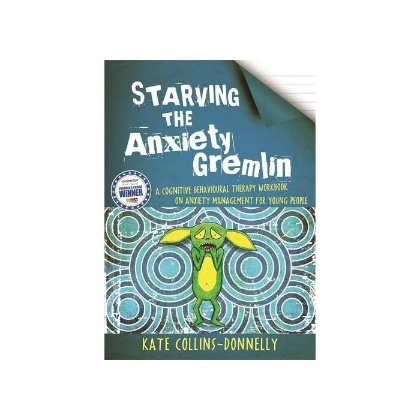 STARVING
THE
Anxiety
Gremlin
A COGNITIVE BEHAVIOURAL THERAPY WORKBOOK
ON ANXIETY MANAGEMENT FOR YOUNG PEOPLE
WINNER
KATE COLLINS-DONNELLY